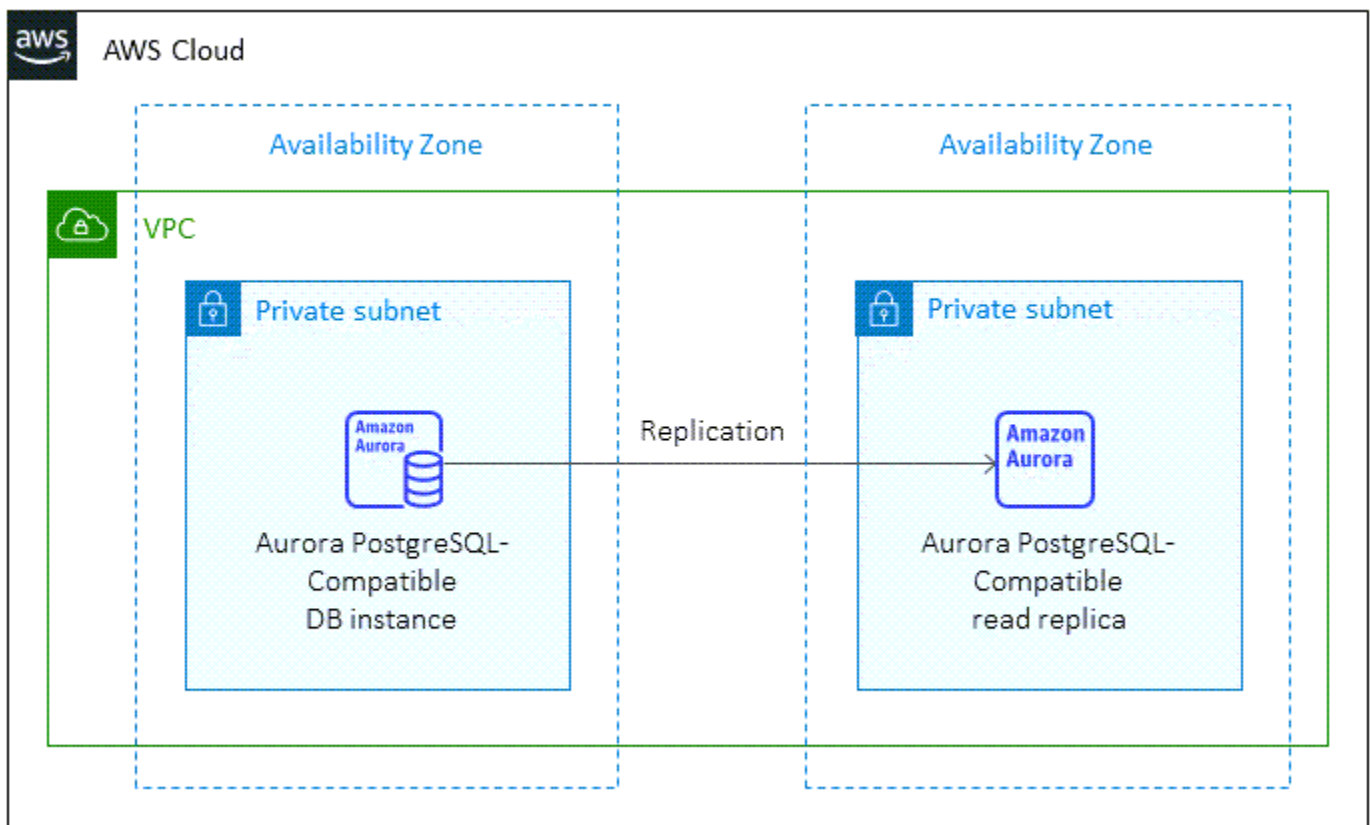 aws
AWS Cloud
Availability Zone
Availability Zone
VPC
Private subnet
Private subnet
Amazon
Aurora
Replication
Amazon
Aurora
Aurora PostgreSQL-
Compatible
DB instance
Aurora PostgreSQL-
Compatible
read replica